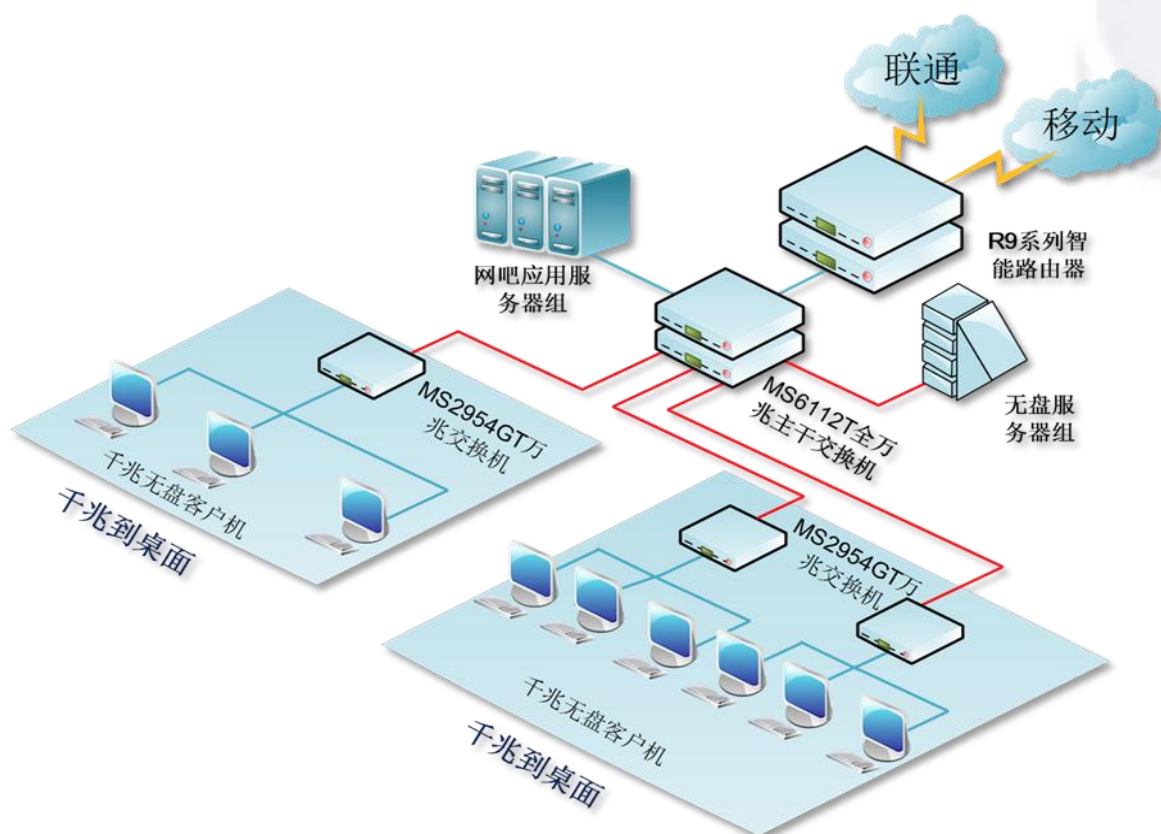 联通
移动
R9系列智
能路由器
网吧应用服
务器组
无盘服
务器组
MS6112T全万
兆主干交换机
MS2954GT万
兆交换机
千兆无盘客户机
千兆到桌面
MS2954GT万
兆交换机
千兆无盘客户机
千兆到桌面